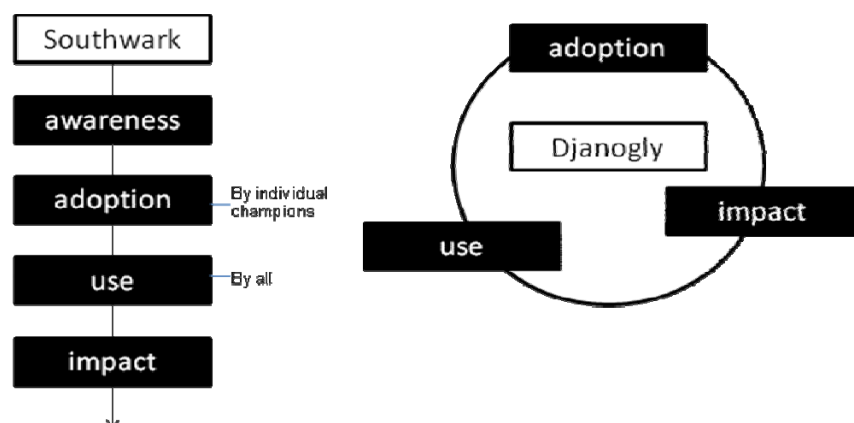 Southwark
awareness
adoption
By individual
champions
use
By all
impact
adoption
Djanogly
impact
use